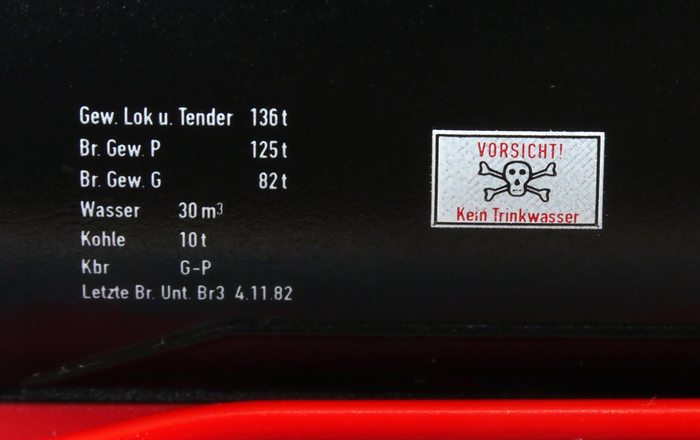 Gew. Lok u. Tender 136 t
Br. Gew. P 125 t
Br. Gew. G 82 t
Wasser 30 m³
Kohle 10 t
Kbr G-P
Letzte Br. Unt. Br3 4.11.82
VORSICHT!
Kein Trinkwasser